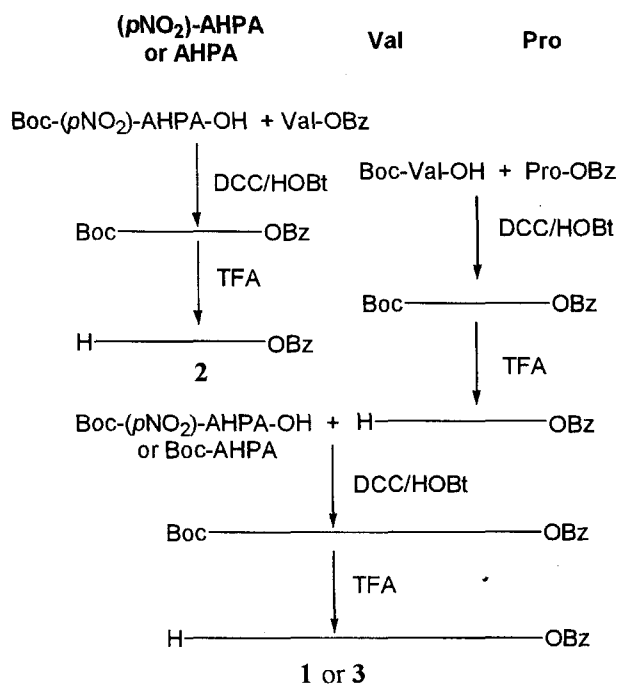 (pNO₂)-AHPA Val Pro
or AHPA
Boc-(pNO₂)-AHPA-OH + Val-OBz
Boc-Val-OH + Pro-OBz
DCC/HOBt
DCC/HOBt
Boc OBz
TFA
Boc OBz
H OBz
2
TFA
Boc-(pNO₂)-AHPA-OH + H OBz
or Boc-AHPA
DCC/HOBt
Boc OBz
TFA
H OBz
1 or 3